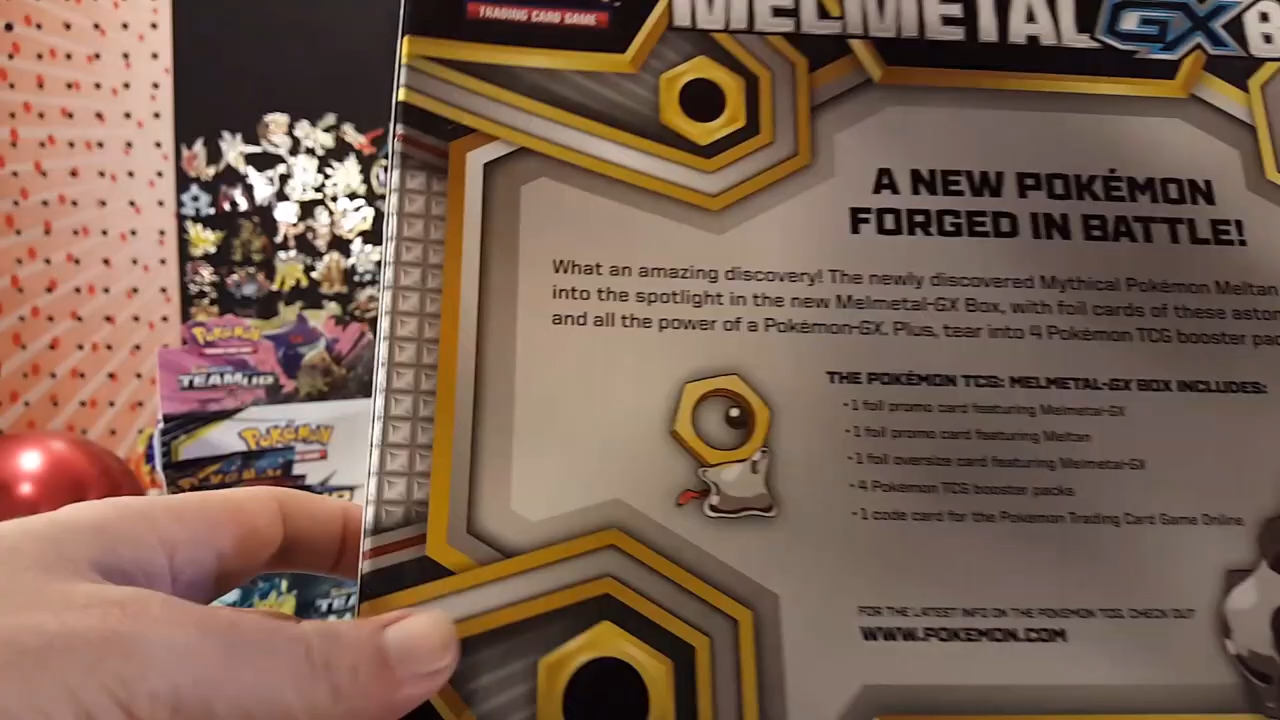 TRADING CARD GAME
MELMETAL GX
A NEW POKÉMON
FORGED IN BATTLE!
What an amazing discovery! The newly discovered Mythical Pokémon Meltan
into the spotlight in the new Melmetal-GX Box, with foil cards of these
and all the power of a Pokémon-GX. Plus, tear into 4 Pokémon TCG booster
THE POKÉMON TCG: MELMETAL-GX BOX INCLUDES:
• 1 foil promo card featuring Melmetal-GX
• 1 foil promo card featuring Meltan
• 1 foil oversize card featuring Melmetal-GX
• 4 Pokémon TCG booster packs
• 1 code card for the Pokémon Trading Card Game Online
FOR THE LATEST INFO ON THE POKÉMON TCG, CHECK OUT
WWW.POKEMON.COM
Pokémon
TEAM UP
Pokémon
POKÉMON
TEAM